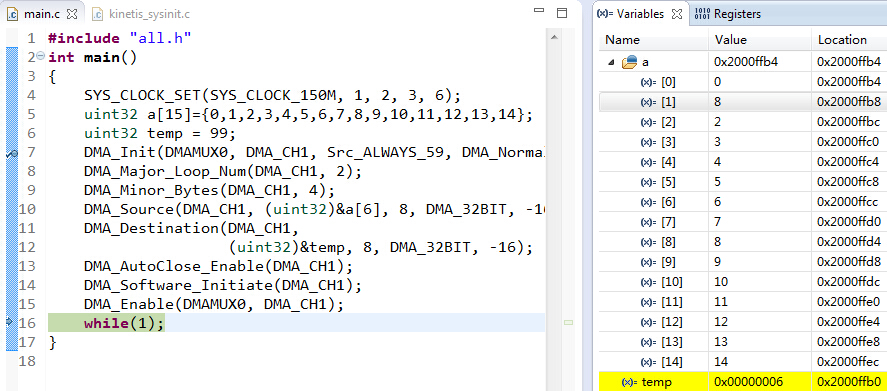 main.c kinetis_sysinit.c
1 #include "all.h"
2 int main()
3 {
4 SYS_CLOCK_SET(SYS_CLOCK_150M, 1, 2, 3, 6);
5 uint32 a[15]={0,1,2,3,4,5,6,7,8,9,10,11,12,13,14};
6 uint32 temp = 99;
7 DMA_Init(DMAMUX0, DMA_CH1, Src_ALWAYS_59, DMA_Normal
8 DMA_Major_Loop_Num(DMA_CH1, 2);
9 DMA_Minor_Bytes(DMA_CH1, 4);
10 DMA_Source(DMA_CH1, (uint32)&a[6], 8, DMA_32BIT, -16
11 DMA_Destination(DMA_CH1,
12 (uint32)&temp, 8, DMA_32BIT, -16);
13 DMA_AutoClose_Enable(DMA_CH1);
14 DMA_Software_Initiate(DMA_CH1);
15 DMA_Enable(DMAMUX0, DMA_CH1);
16 while(1);
17 }
18
(x)= Variables 1010 0101 Registers
Name Value Location
a 0x2000ffb4 0x2000ffb4
(x)= [0] 0 0x2000ffb4
(x)= [1] 8 0x2000ffb8
(x)= [2] 2 0x2000ffbc
(x)= [3] 3 0x2000ffc0
(x)= [4] 4 0x2000ffc4
(x)= [5] 5 0x2000ffc8
(x)= [6] 6 0x2000ffcc
(x)= [7] 7 0x2000ffd0
(x)= [8] 8 0x2000ffd4
(x)= [9] 9 0x2000ffd8
(x)= [10] 10 0x2000ffdc
(x)= [11] 11 0x2000ffe0
(x)= [12] 12 0x2000ffe4
(x)= [13] 13 0x2000ffe8
(x)= [14] 14 0x2000ffec
(x)= temp 0x00000006 0x2000ffb0